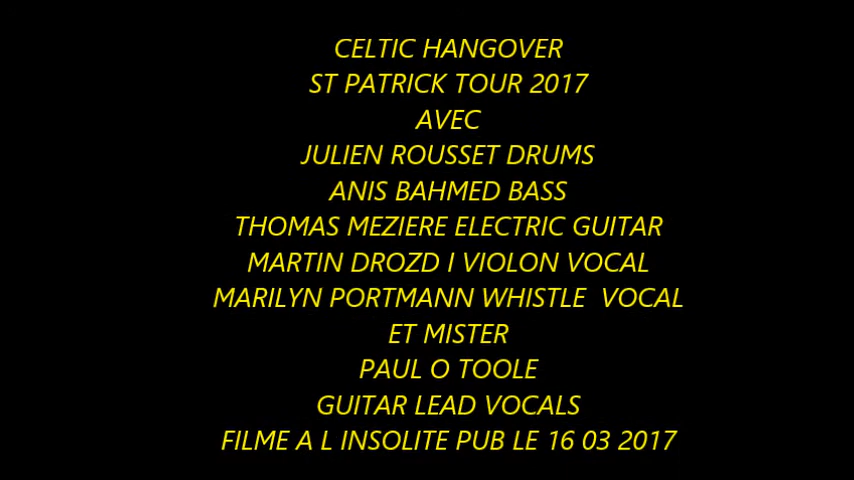 CELTIC HANGOVER
ST PATRICK TOUR 2017
AVEC
JULIEN ROUSSET DRUMS
ANIS BAHMED BASS
THOMAS MEZIERE ELECTRIC GUITAR
MARTIN DROZD I VIOLON VOCAL
MARILYN PORTMANN WHISTLE  VOCAL
ET MISTER
PAUL O TOOLE
GUITAR LEAD VOCALS
FILME A L INSOLITE PUB LE 16 03 2017